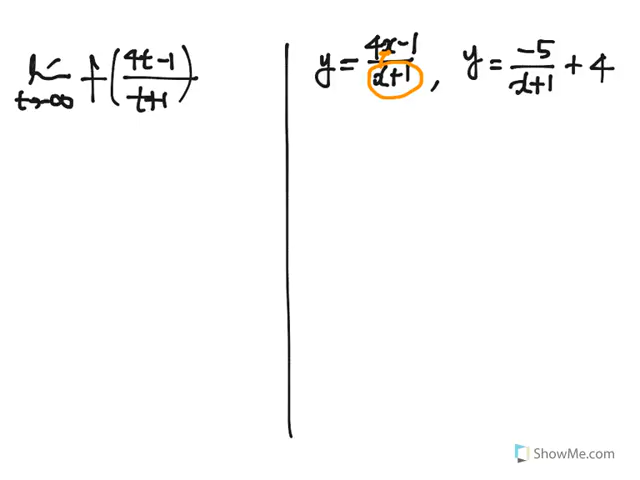 lim t→∞ f((4t-1)/(t+1))
y = (4x-1)/(x+1), y = -5/(x+1) + 4
ShowMe.com